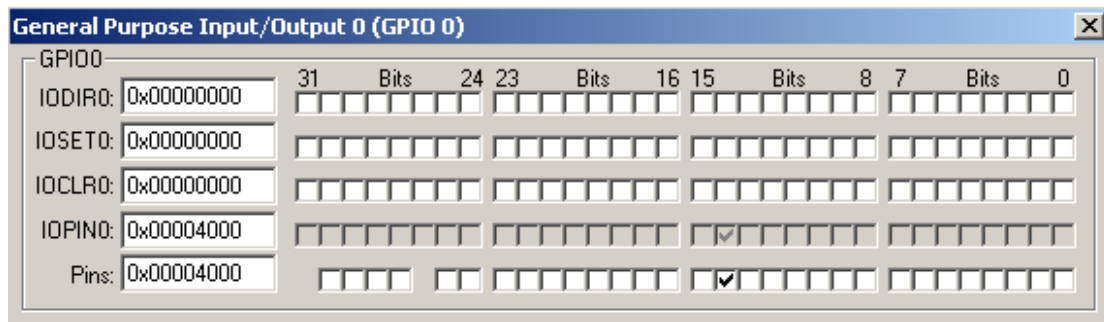 General Purpose Input/Output 0 (GPIO 0)
GPIO0
31 Bits 24 23 Bits 16 15 Bits 8 7 Bits 0
IODIR0: 0x00000000
IOSET0: 0x00000000
IOCLR0: 0x00000000
IOPIN0: 0x00004000
Pins: 0x00004000